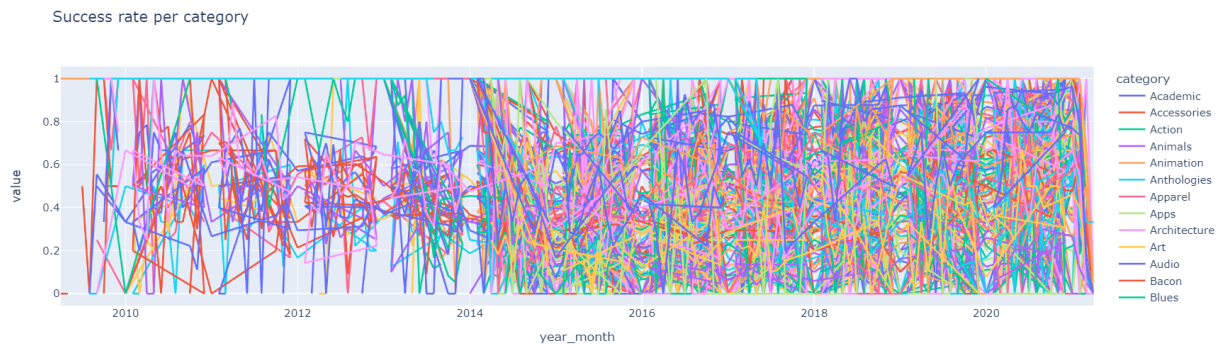 Success rate per category
value
1
0.8
0.6
0.4
0.2
0
2010
2012
2014
2016
2018
2020
year_month
category
Academic
Accessories
Action
Animals
Animation
Anthologies
Apparel
Apps
Architecture
Art
Audio
Bacon
Blues